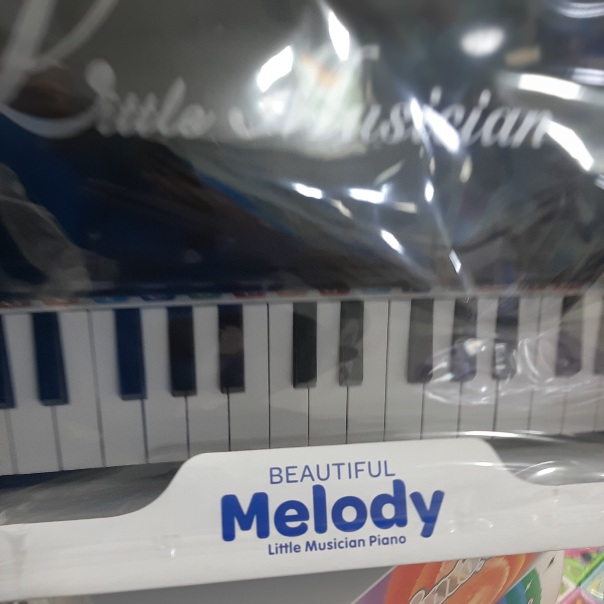 Little Musician
BEAUTIFUL
Melody
Little Musician Piano